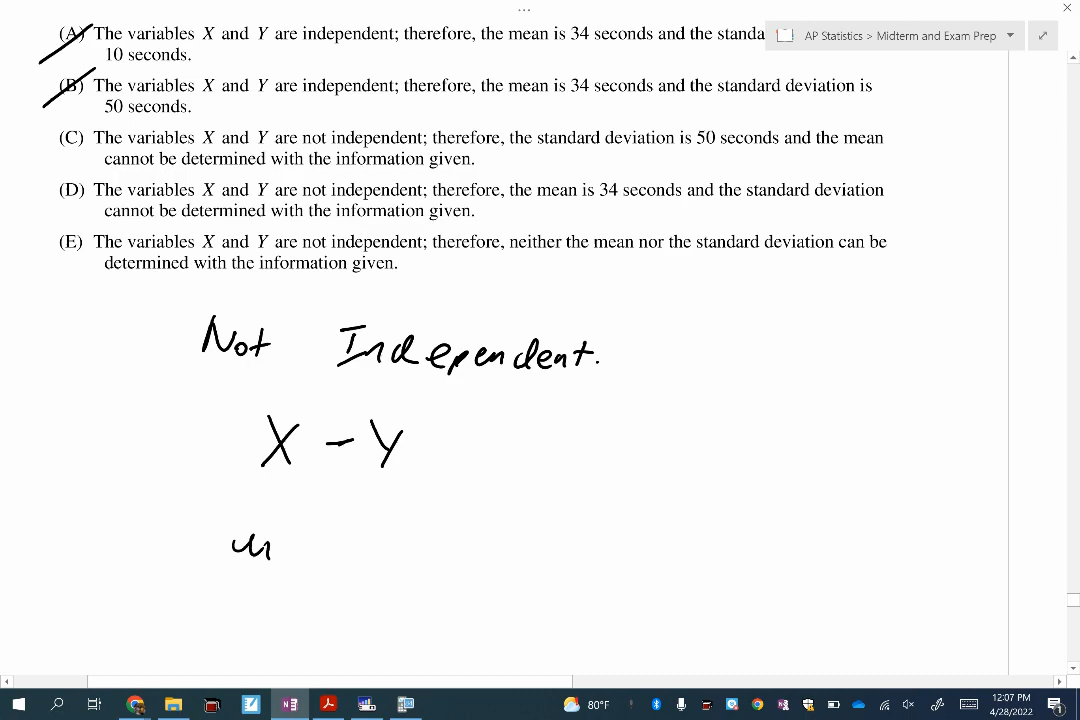 ...
(A) The variables X and Y are independent; therefore, the mean is 34 seconds and the standa
AP Statistics > Midterm and Exam Prep
10 seconds.
(B) The variables X and Y are independent; therefore, the mean is 34 seconds and the standard deviation is
50 seconds.
(C) The variables X and Y are not independent; therefore, the standard deviation is 50 seconds and the mean
cannot be determined with the information given.
(D) The variables X and Y are not independent; therefore, the mean is 34 seconds and the standard deviation
cannot be determined with the information given.
(E) The variables X and Y are not independent; therefore, neither the mean nor the standard deviation can be
determined with the information given.
Not Independent.
X - Y
80°F
12:07 PM
4/28/2022